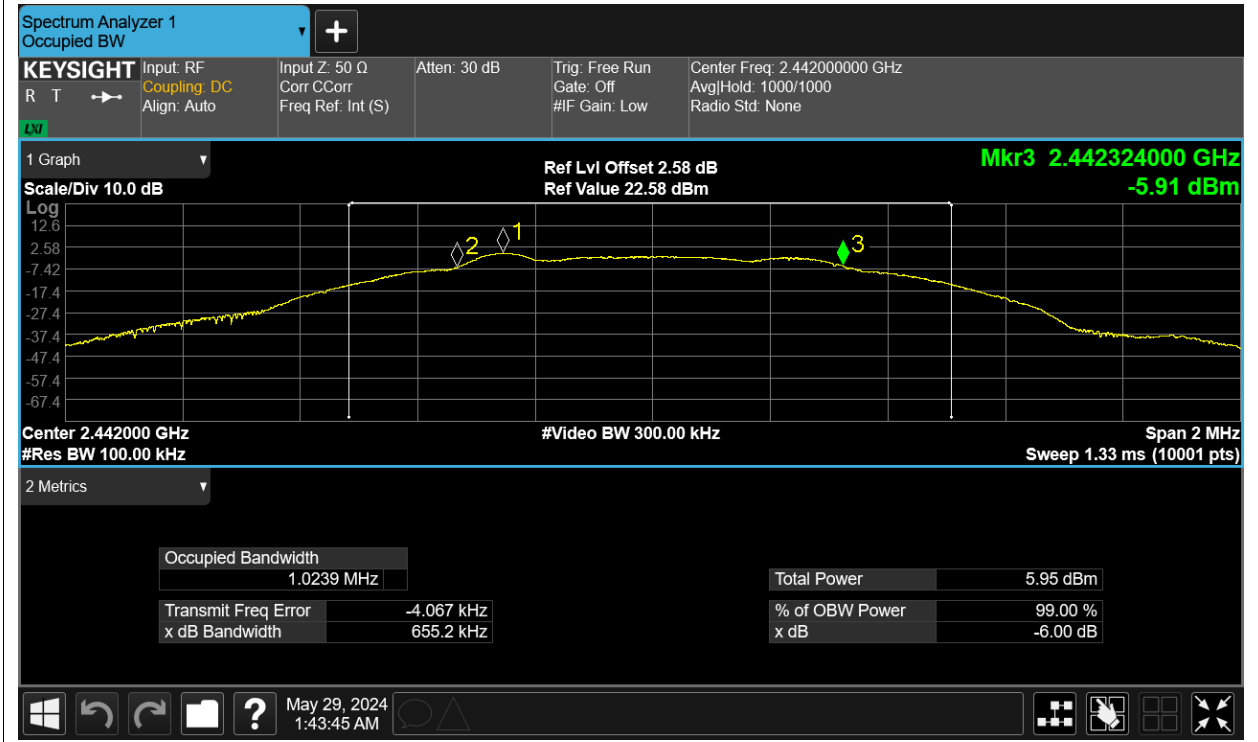 Spectrum Analyzer 1
Occupied BW
KEYSIGHT
R T
LXI
Input: RF
Coupling: DC
Align: Auto
Input Z: 50 Ω
Corr CCorr
Freq Ref: Int (S)
Atten: 30 dB
Trig: Free Run
Gate: Off
#IF Gain: Low
Center Freq: 2.442000000 GHz
Avg|Hold: 1000/1000
Radio Std: None
1 Graph
Scale/Div 10.0 dB
Ref Lvl Offset 2.58 dB
Ref Value 22.58 dBm
Mkr3 2.442324000 GHz
-5.91 dBm
Log
12.6
2.58
-7.42
-17.4
-27.4
-37.4
-47.4
-57.4
-67.4
2
1
3
Center 2.442000 GHz
#Video BW 300.00 kHz
Span 2 MHz
#Res BW 100.00 kHz
Sweep 1.33 ms (10001 pts)
2 Metrics
Occupied Bandwidth
1.0239 MHz
Total Power 5.95 dBm
Transmit Freq Error -4.067 kHz
% of OBW Power 99.00 %
x dB Bandwidth 655.2 kHz
x dB -6.00 dB
?
May 29, 2024
1:43:45 AM